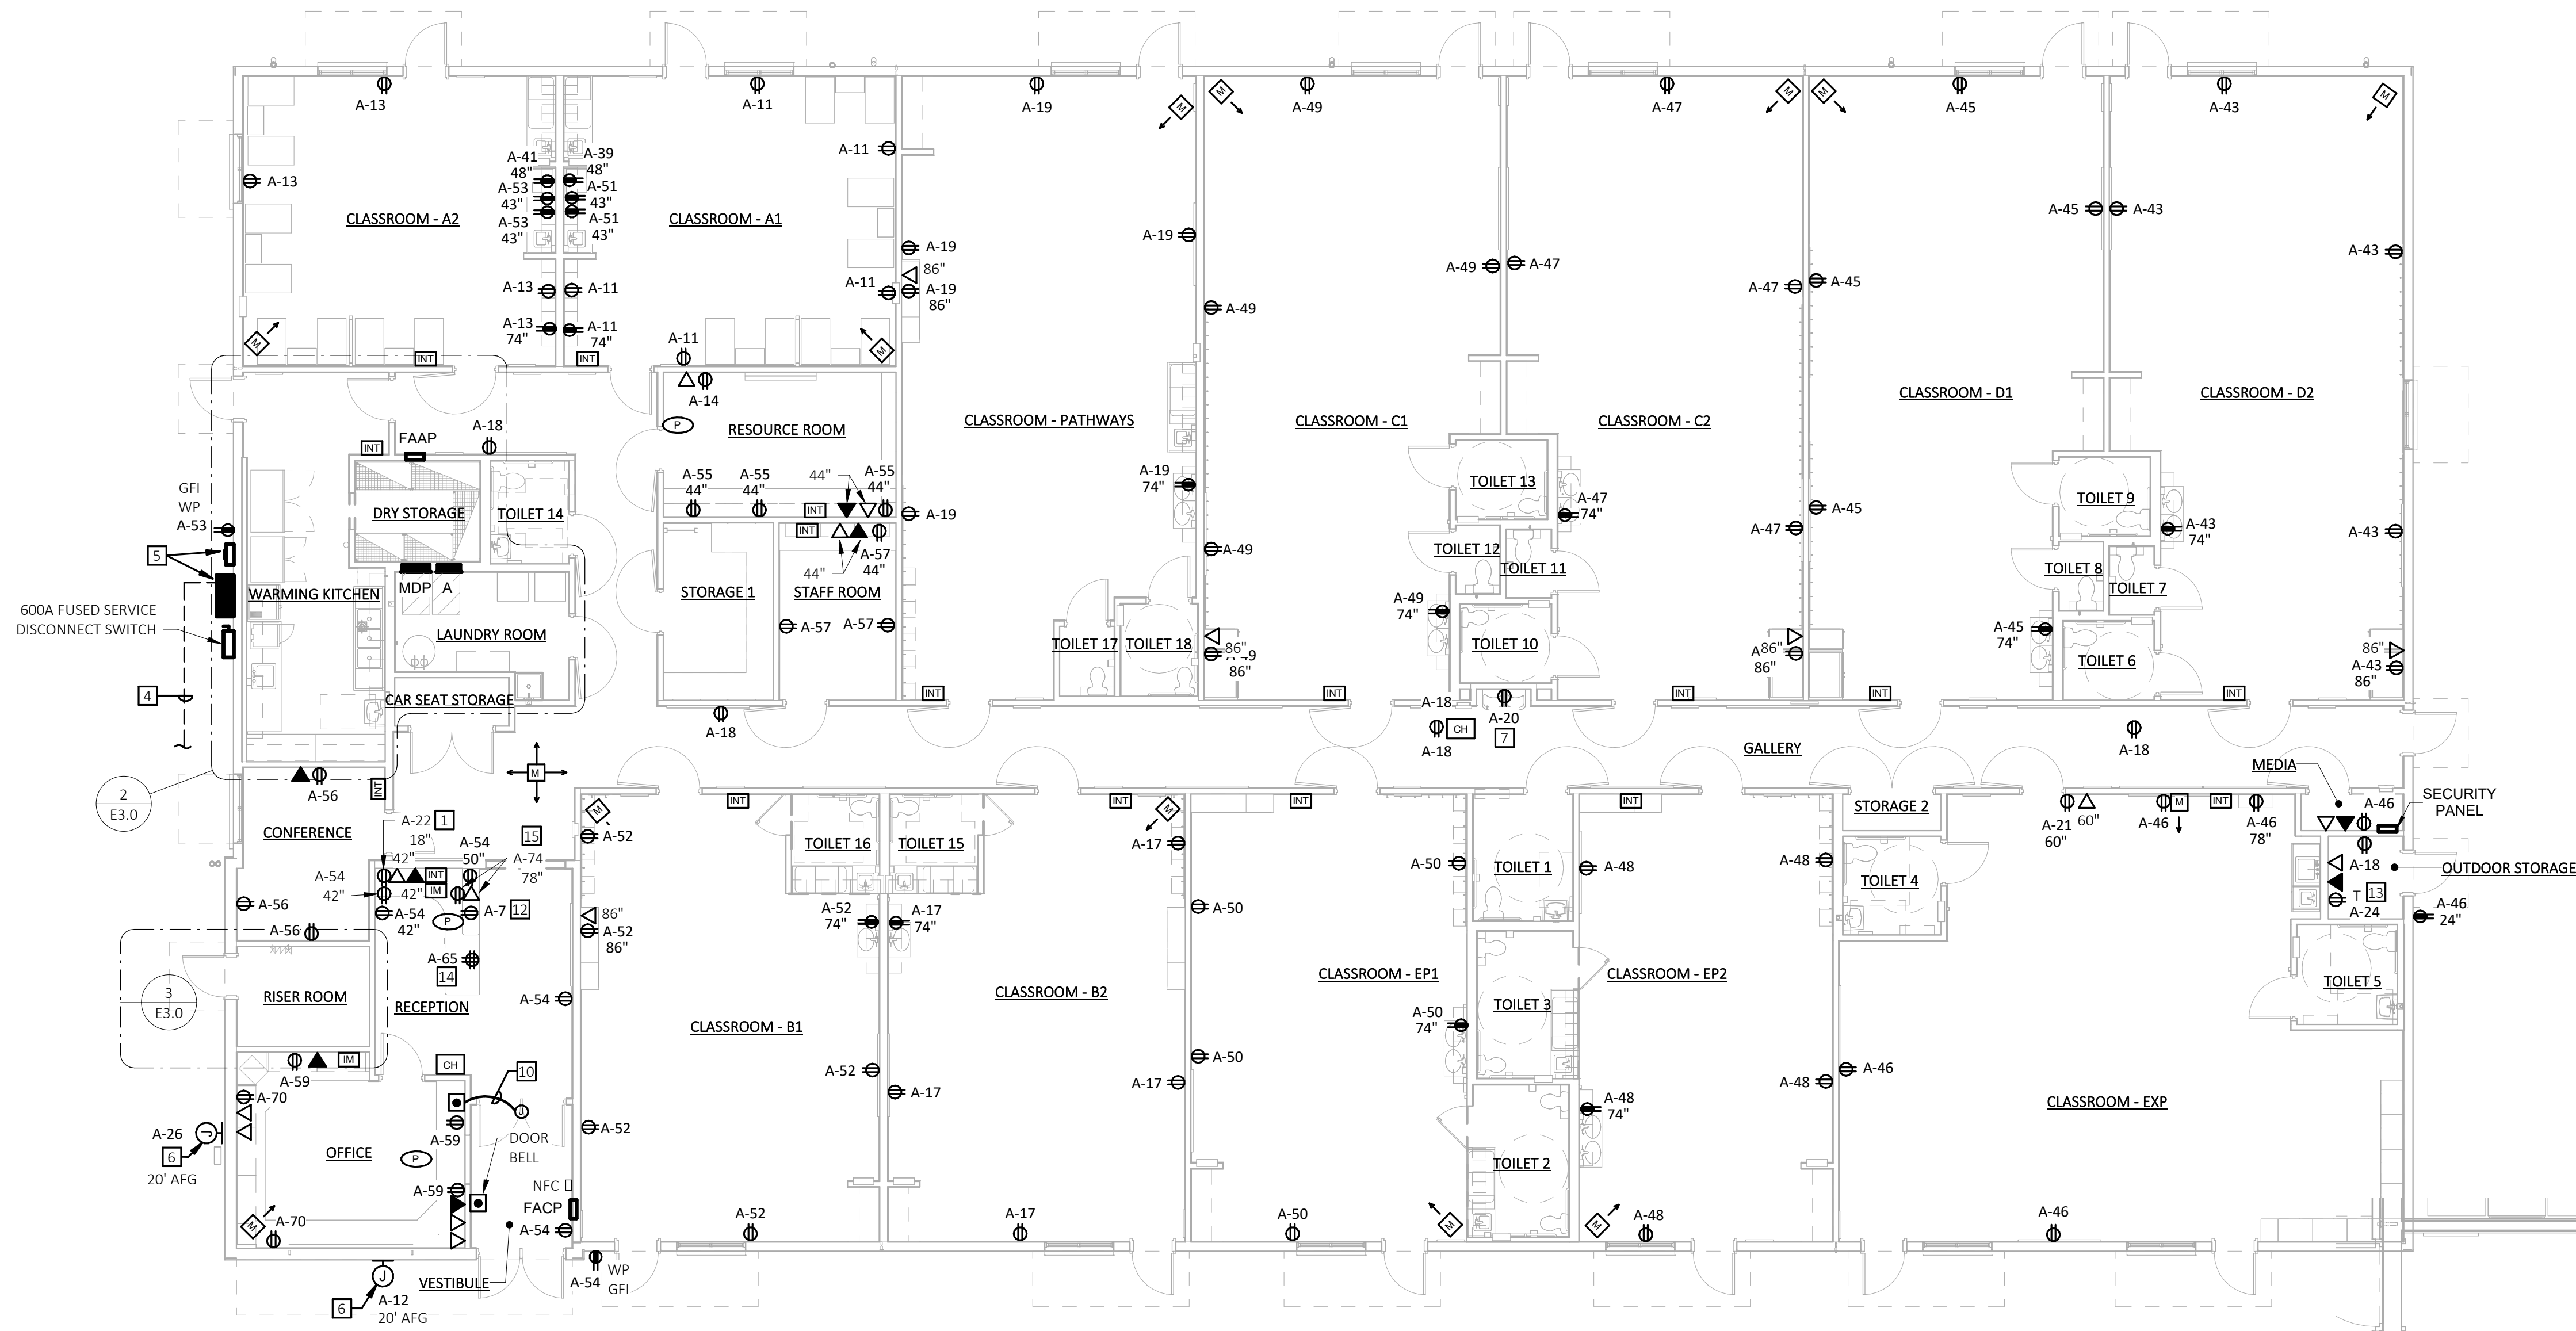 A-13
A-11
A-19
A-49
A-47
A-45
A-43
M
M
M
M
M
A-41
48"
A-53
43"
A-53
43"
A-39
48"
A-51
43"
A-51
43"
A-13
A-11
CLASSROOM - A2
CLASSROOM - A1
A-19
86"
A-19
86"
A-19
A-45
A-43
A-43
A-49
A-47
A-47
A-45
A-49
A-13
A-11
A-11
A-13
74"
A-11
74"
A-11
M
M
INT
INT
A-14
P
RESOURCE ROOM
CLASSROOM - PATHWAYS
CLASSROOM - C1
CLASSROOM - C2
CLASSROOM - D1
CLASSROOM - D2
FAAP
INT
A-18
A-55
44"
A-55
44"
44"
A-55
44"
INT
A-19
74"
A-19
TOILET 13
A-47
74"
A-47
A-45
TOILET 9
A-43
74"
A-43
GFI
WP
A-53
5
DRY STORAGE
TOILET 14
INT
A-57
44"
44"
A-49
TOILET 12
TOILET 11
TOILET 8
TOILET 7
600A FUSED SERVICE
DISCONNECT SWITCH
WARMING KITCHEN
MDP
A
STORAGE 1
STAFF ROOM
LAUNDRY ROOM
A-57
A-57
A-49
74"
TOILET 10
A-45
74"
TOILET 6
TOILET 17
TOILET 18
86"
86"
86"
86"
86"
A-43
86"
4
CAR SEAT STORAGE
INT
INT
INT
INT
INT
A-18
A-18
CH
A-18
A-20
7
GALLERY
A-18
MEDIA
SECURITY
PANEL
M
2
E3.0
A-56
INT
INT
INT
INT
INT
M
M
CONFERENCE
A-22
18"
1
15
A-54
50"
A-74
78"
42"
A-54
42"
42"
INT
IM
A-52
TOILET 16
TOILET 15
A-17
A-50
TOILET 1
A-48
A-48
STORAGE 2
TOILET 4
A-21
60"
60"
A-46
M
INT
A-46
78"
A-46
A-18
OUTDOOR STORAGE
T
13
A-24
A-46
24"
A-56
A-54
42"
P
A-7
12
86"
A-52
86"
A-52
74"
A-17
74"
A-50
A-56
A-65
14
3
E3.0
RISER ROOM
RECEPTION
A-54
CLASSROOM - B1
CLASSROOM - B2
CLASSROOM - EP1
CLASSROOM - EP2
A-50
74"
TOILET 3
TOILET 5
A-59
IM
CH
10
J
A-52
A-17
A-17
A-50
A-48
74"
A-48
A-46
CLASSROOM - EXP
A-70
A-26
J
6
20' AFG
OFFICE
P
A-59
DOOR
BELL
A-52
TOILET 2
A-59
NFC
FACP
M
A-70
A-54
A-52
A-17
A-50
M
M
A-48
A-46
VESTIBULE
J
6
A-12
20' AFG
A-54
WP
GFI